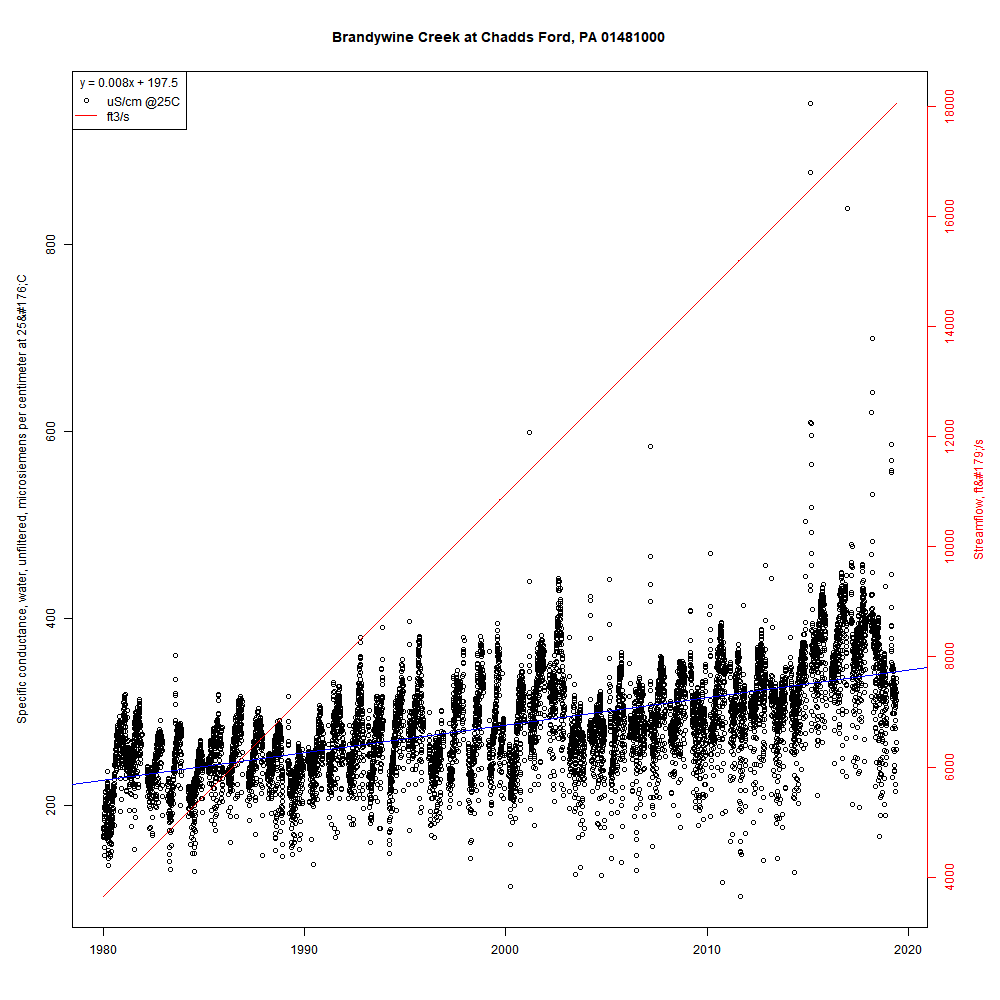 Brandywine Creek at Chadds Ford, PA 01481000
y = 0.008x + 197.5
uS/cm @25C
ft3/s
Specific conductance, water, unfiltered, microsiemens per centimeter at 25&#176;C
800
600
400
200
18000
16000
14000
12000
10000
8000
6000
4000
Streamflow, ft&#179;/s
1980
1990
2000
2010
2020